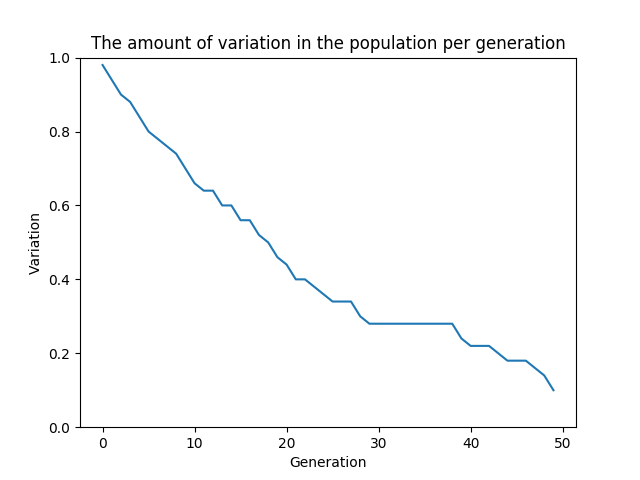 The amount of variation in the population per generation
1.0
0.8
0.6
0.4
0.2
0.0
Variation
0 10 20 30 40 50
Generation